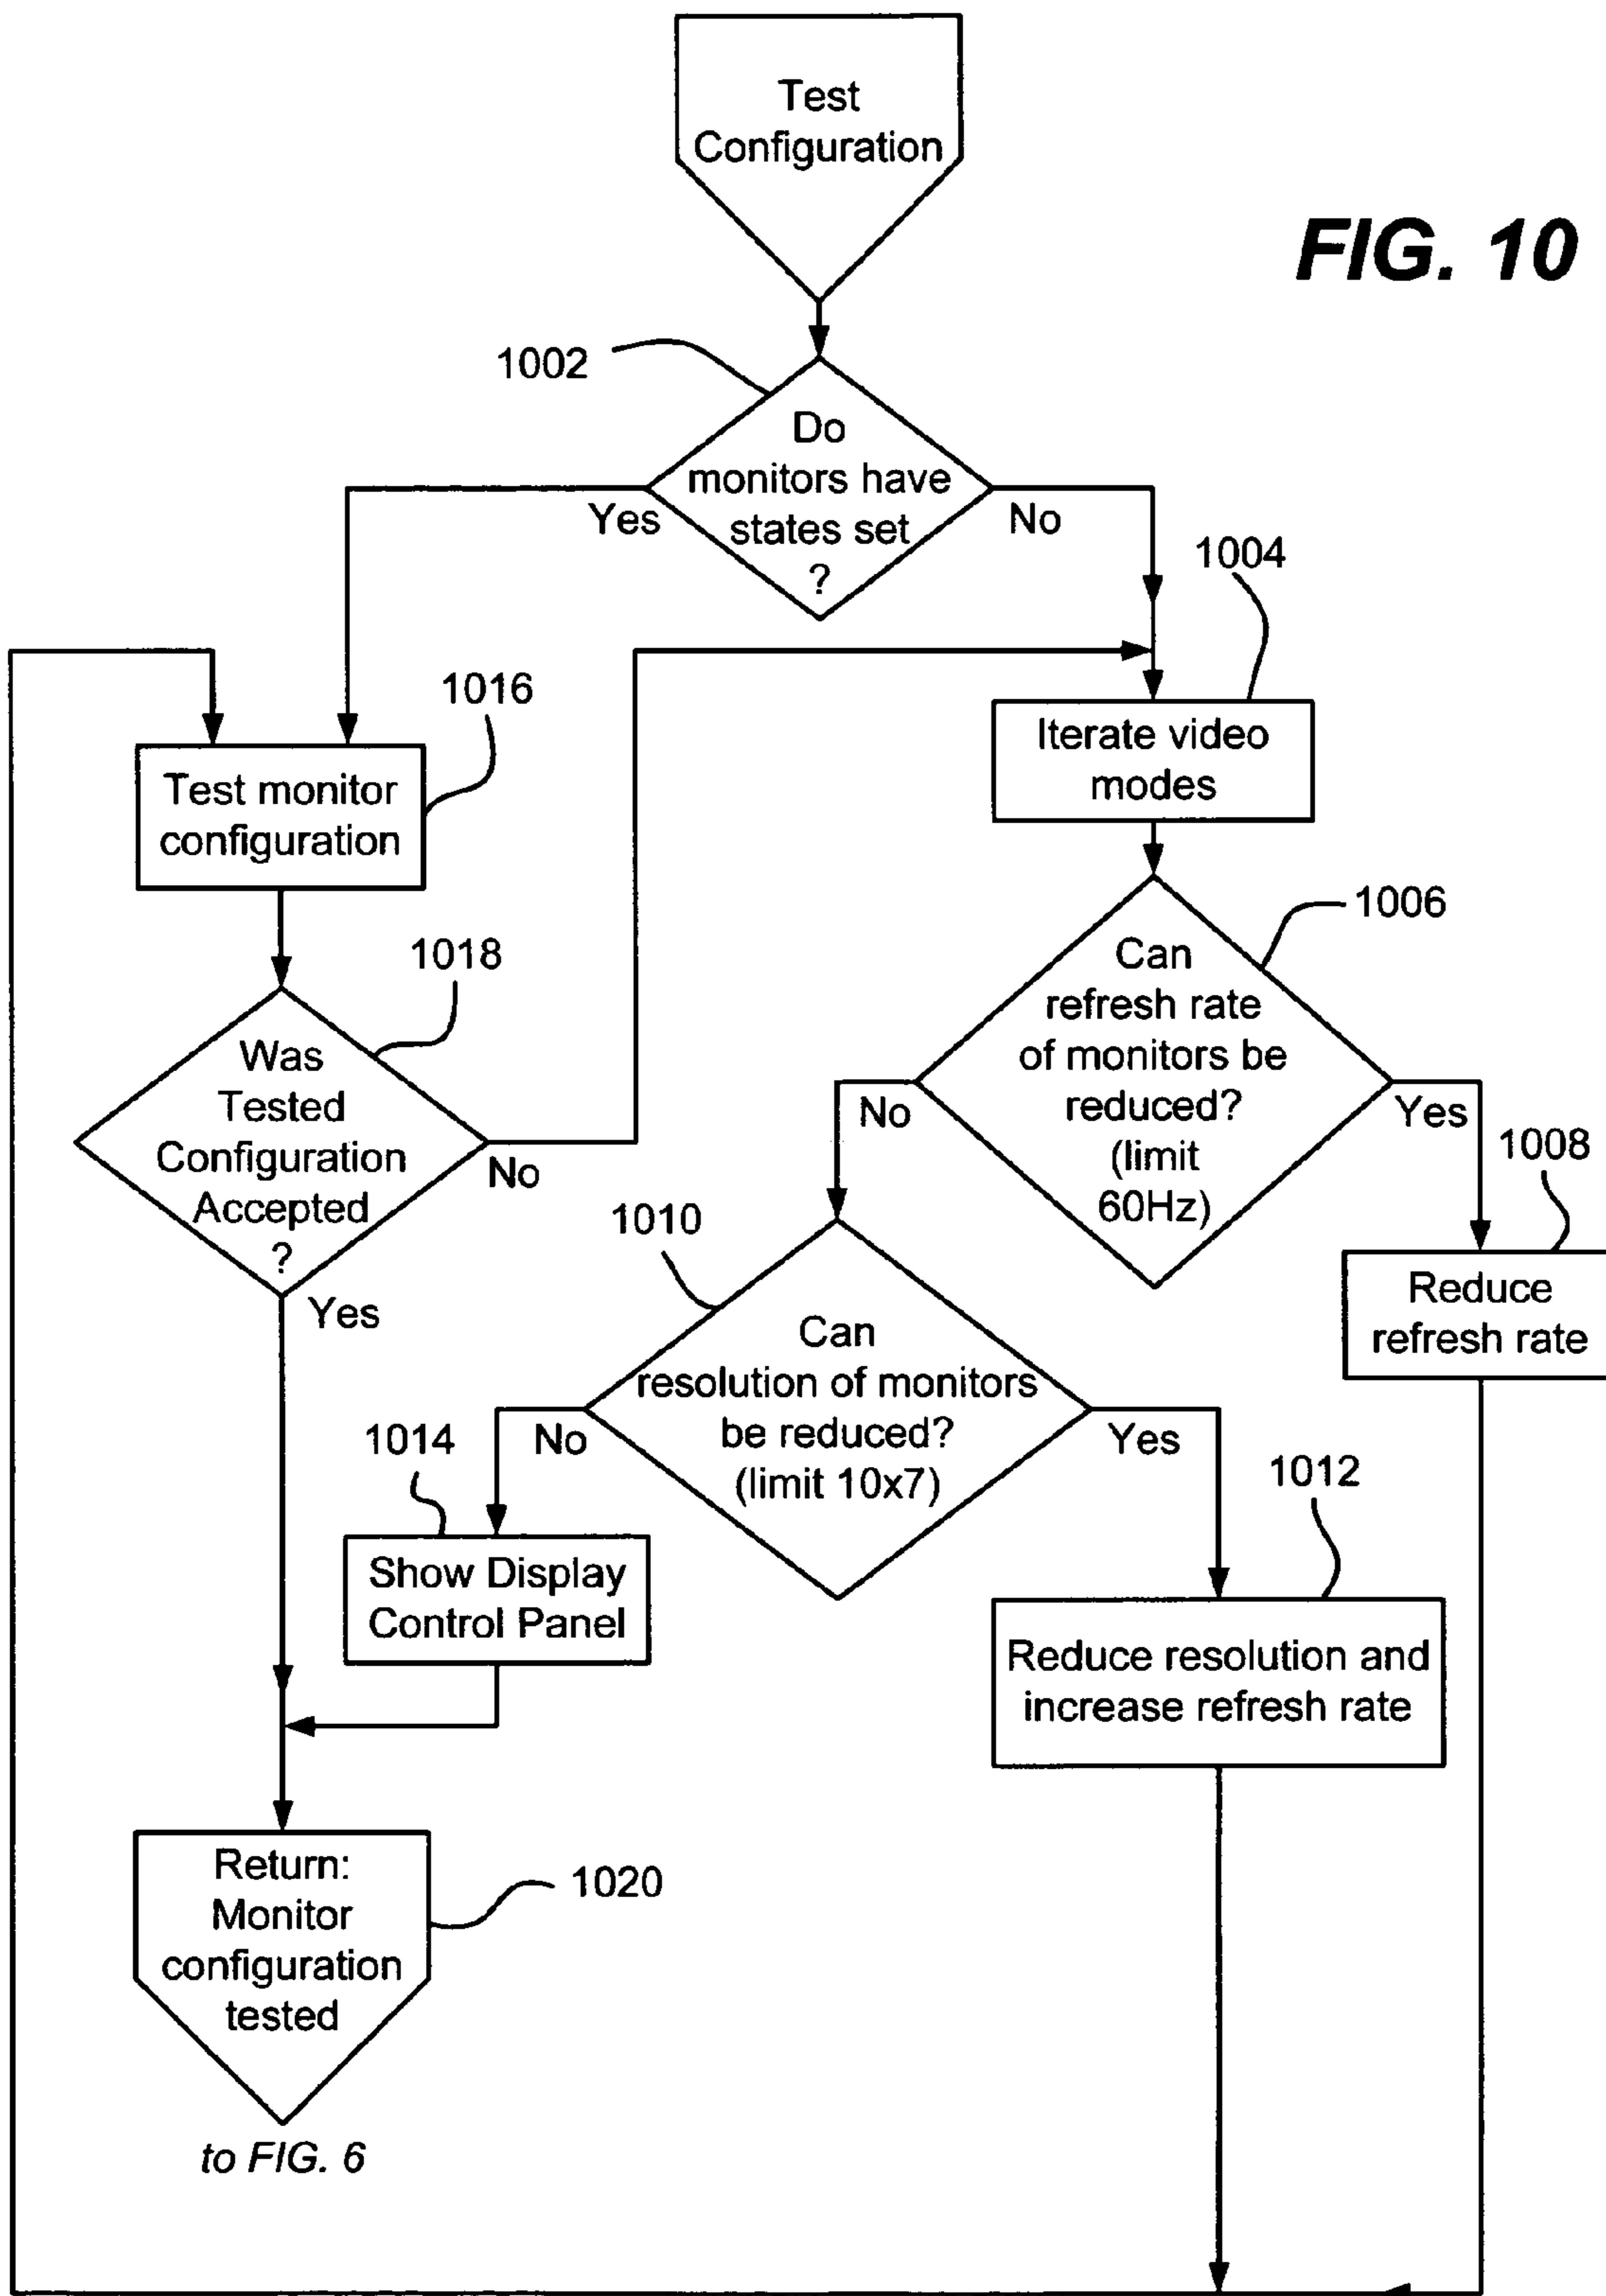 Test
Configuration
FIG. 10
1002
Do
monitors have
states set
?
Yes
No
1004
Iterate video
modes
1016
Test monitor
configuration
1006
Can
refresh rate
of monitors be
reduced?
(limit
60Hz)
No
Yes
1018
Was
Tested
Configuration
Accepted
?
No
Yes
1008
Reduce
refresh rate
1010
Can
resolution of monitors
be reduced?
(limit 10x7)
No
Yes
1014
Show Display
Control Panel
1012
Reduce resolution and
increase refresh rate
Return:
Monitor
configuration
tested
1020
to FIG. 6